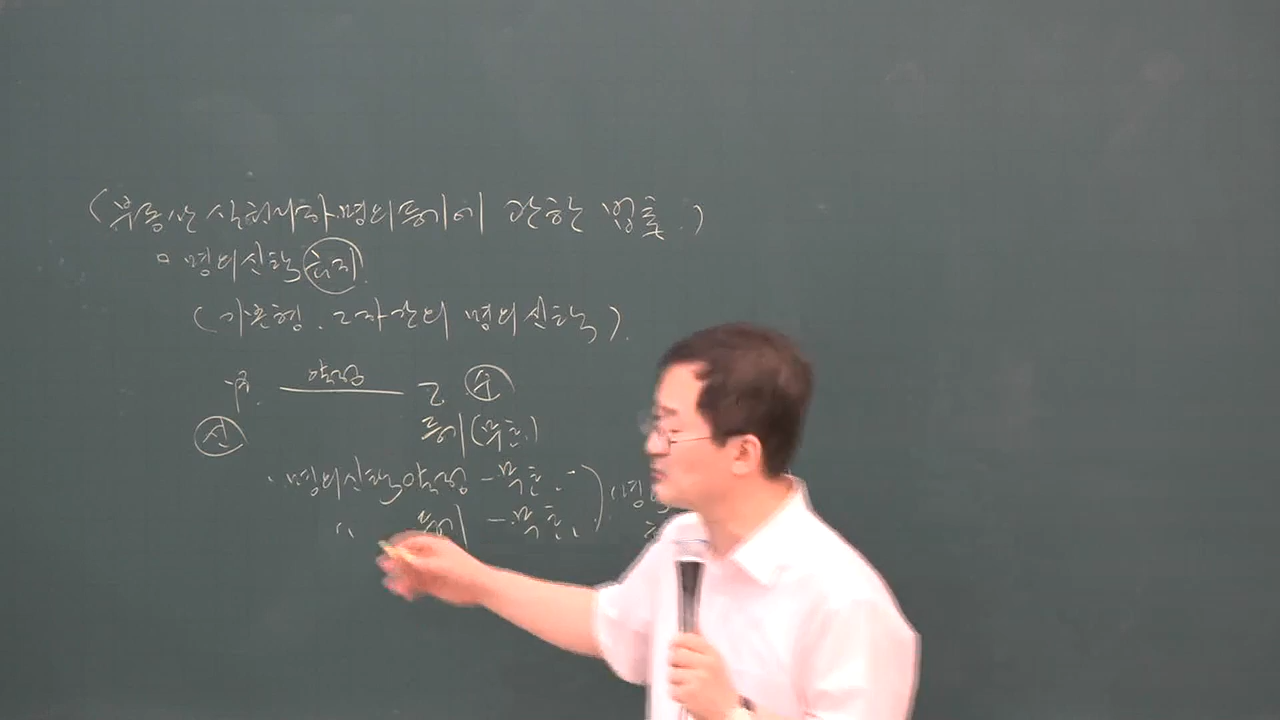 (부동산 실권리자 명의등기에 관한 법률.)
▫ 명의신탁 금지.
(기본형. 2자간의 명의신탁).
甲. 약정 乙 수
신 등기(무효.)
· 명의신탁약정 - 무효.
〃 등기 - 무효.